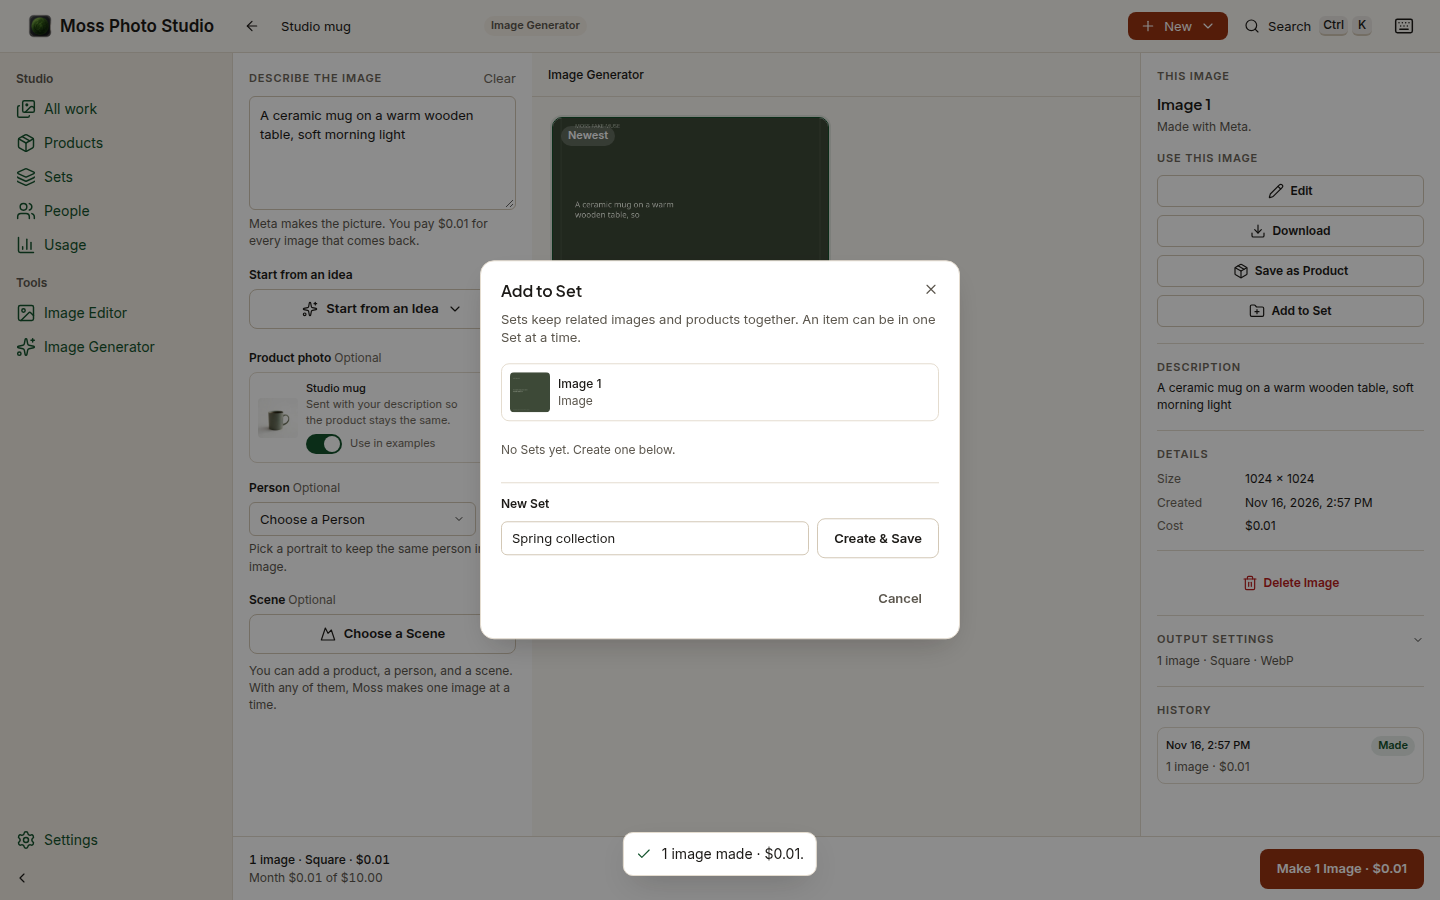 Moss Photo Studio
Studio mug
Image Generator
New
Search
Ctrl
K
Studio
All work
Products
Sets
People
Usage
Tools
Image Editor
Image Generator
Settings
DESCRIBE THE IMAGE
Clear
A ceramic mug on a warm wooden
table, soft morning light
Meta makes the picture. You pay $0.01 for
every image that comes back.
Start from an idea
Start from an Idea
Product photo Optional
Studio mug
Sent with your description so
the product stays the same.
Use in examples
Person Optional
Choose a Person
Pick a portrait to keep the same person
image.
Scene Optional
Choose a Scene
You can add a product, a person, and a scene.
With any of them, Moss makes one image at a
time.
Image Generator
Newest
A ceramic mug on a warm
wooden table, so
Add to Set
Sets keep related images and products together. An item can be in one
Set at a time.
Image 1
Image
No Sets yet. Create one below.
New Set
Spring collection
Create & Save
Cancel
THIS IMAGE
Image 1
Made with Meta.
USE THIS IMAGE
Edit
Download
Save as Product
Add to Set
DESCRIPTION
A ceramic mug on a warm wooden table, soft
morning light
DETAILS
Size 1024 × 1024
Created Nov 16, 2026, 2:57 PM
Cost $0.01
Delete Image
OUTPUT SETTINGS
1 image · Square · WebP
HISTORY
Nov 16, 2:57 PM
Made
1 image · $0.01
1 image · Square · $0.01
Month $0.01 of $10.00
1 image made · $0.01.
Make 1 Image · $0.01